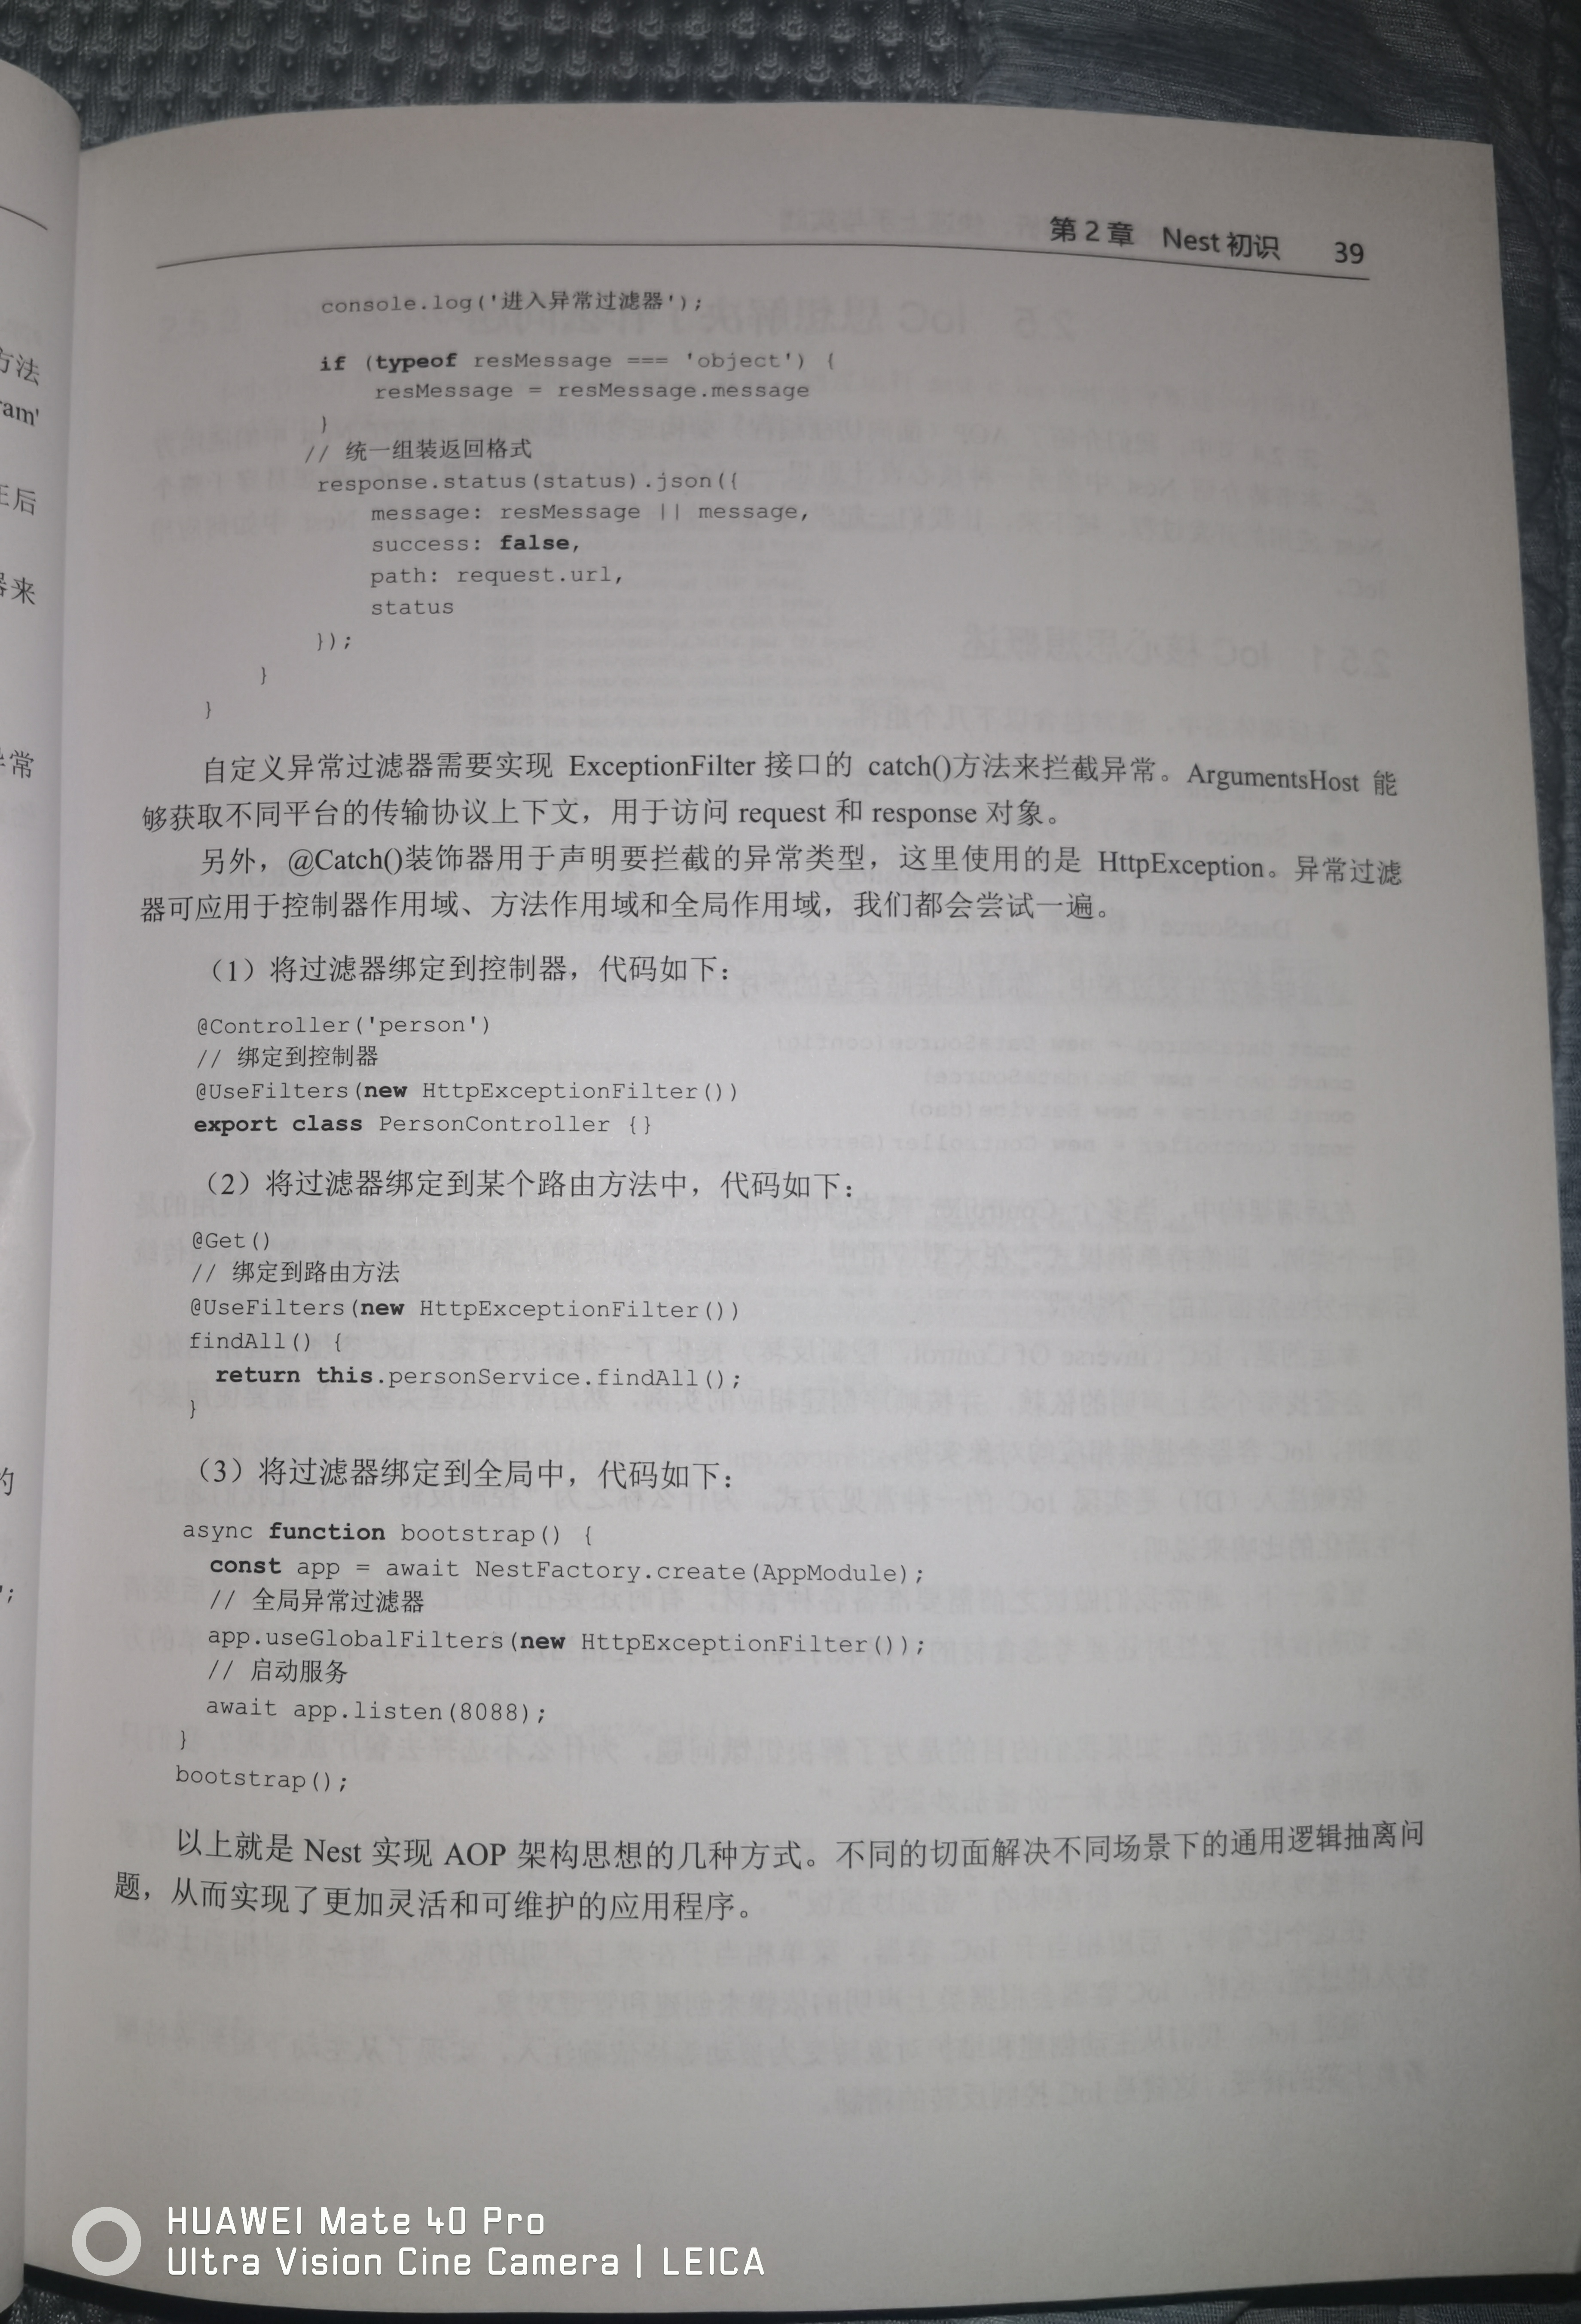 方法
ram'
后
器来
常
的
';
第2章 Nest初识 39
console.log('进入异常过滤器');
if (typeof resMessage === 'object') {
resMessage = resMessage.message
}
// 统一组装返回格式
response.status(status).json({
message: resMessage || message,
success: false,
path: request.url,
status
});
}
}
自定义异常过滤器需要实现 ExceptionFilter 接口的 catch()方法来拦截异常。ArgumentsHost 能
够获取不同平台的传输协议上下文，用于访问 request 和 response 对象。
另外，@Catch()装饰器用于声明要拦截的异常类型，这里使用的是 HttpException。异常过滤
器可应用于控制器作用域、方法作用域和全局作用域，我们都会尝试一遍。
（1）将过滤器绑定到控制器，代码如下：
@Controller('person')
// 绑定到控制器
@UseFilters(new HttpExceptionFilter())
export class PersonController {}
（2）将过滤器绑定到某个路由方法中，代码如下：
@Get()
// 绑定到路由方法
@UseFilters(new HttpExceptionFilter())
findAll() {
return this.personService.findAll();
}
（3）将过滤器绑定到全局中，代码如下：
async function bootstrap() {
const app = await NestFactory.create(AppModule);
// 全局异常过滤器
app.useGlobalFilters(new HttpExceptionFilter());
// 启动服务
await app.listen(8088);
}
bootstrap();
以上就是 Nest 实现 AOP 架构思想的几种方式。不同的切面解决不同场景下的通用逻辑抽离问
题，从而实现了更加灵活和可维护的应用程序。
HUAWEI Mate 40 Pro
Ultra Vision Cine Camera | LEICA